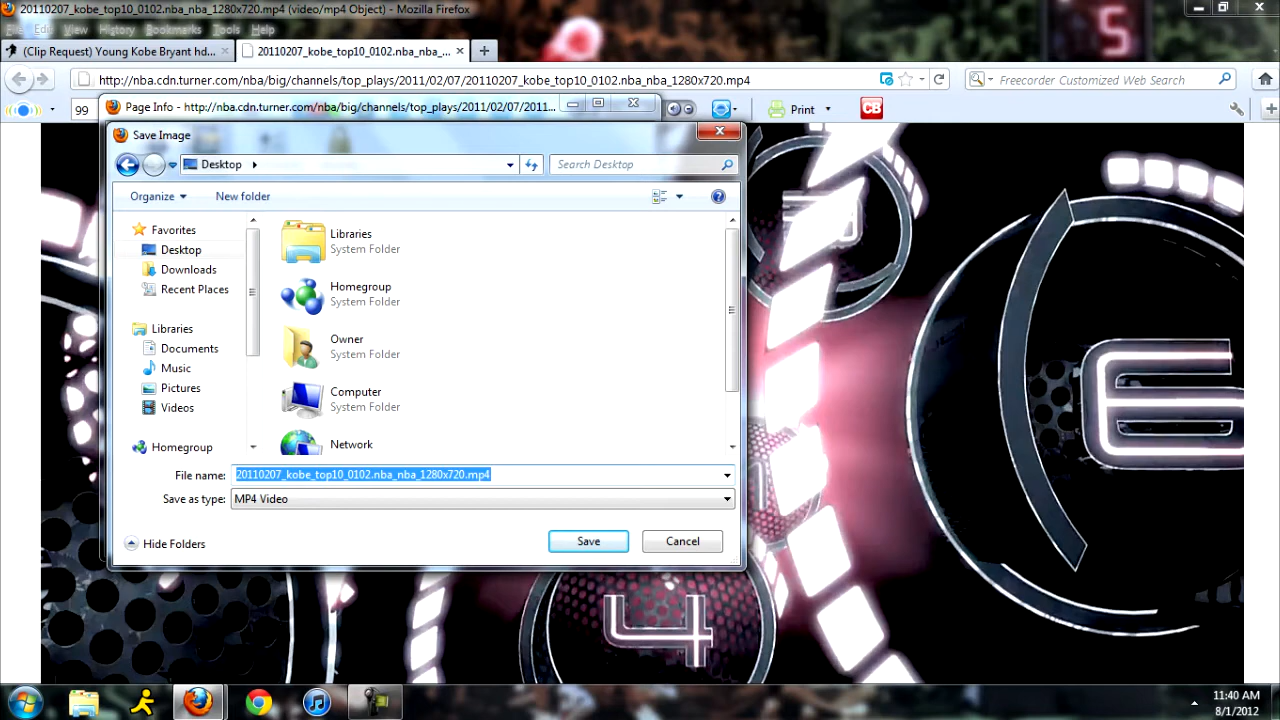 20110207_kobe_top10_0102.nba_nba_1280x720.mp4 (video/mp4 Object) - Mozilla Firefox
File Edit View History Bookmarks Tools Help
(Clip Request) Young Kobe Bryant hd...
20110207_kobe_top10_0102.nba_nba_...
http://nba.cdn.turner.com/nba/big/channels/top_plays/2011/02/07/20110207_kobe_top10_0102.nba_nba_1280x720.mp4
Freecorder Customized Web Search
99
Page Info - http://nba.cdn.turner.com/nba/big/channels/top_plays/2011/02/07/2011...
Print
CB
Save Image
Desktop
Search Desktop
Organize
New folder
Favorites
Desktop
Downloads
Recent Places
Libraries
Documents
Music
Pictures
Videos
Homegroup
Libraries
System Folder
Homegroup
System Folder
Owner
System Folder
Computer
System Folder
Network
File name: 20110207_kobe_top10_0102.nba_nba_1280x720.mp4
Save as type: MP4 Video
Hide Folders
Save
Cancel
5
6
4
11:40 AM
8/1/2012